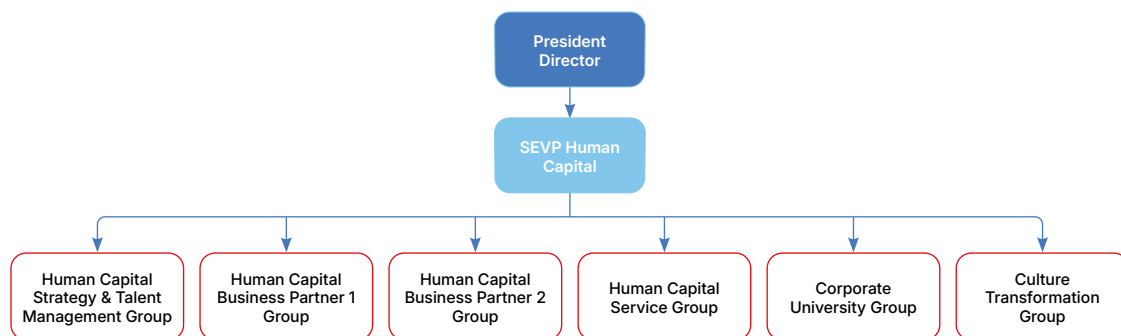 President
Director
SEVP Human
Capital
Human Capital
Strategy & Talent
Management Group
Human Capital
Business Partner 1
Group
Human Capital
Business Partner 2
Group
Human Capital
Service Group
Corporate
University Group
Culture
Transformation
Group